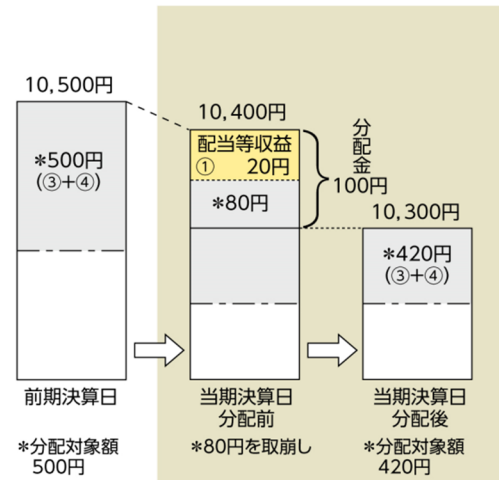 10,500円
*500円
(③+④)
前期決算日
*分配対象額
500円
10,400円
配当等収益
① 20円
*80円
分配金
100円
当期決算日
分配前
*80円を取崩し
10,300円
*420円
(③+④)
当期決算日
分配後
*分配対象額
420円